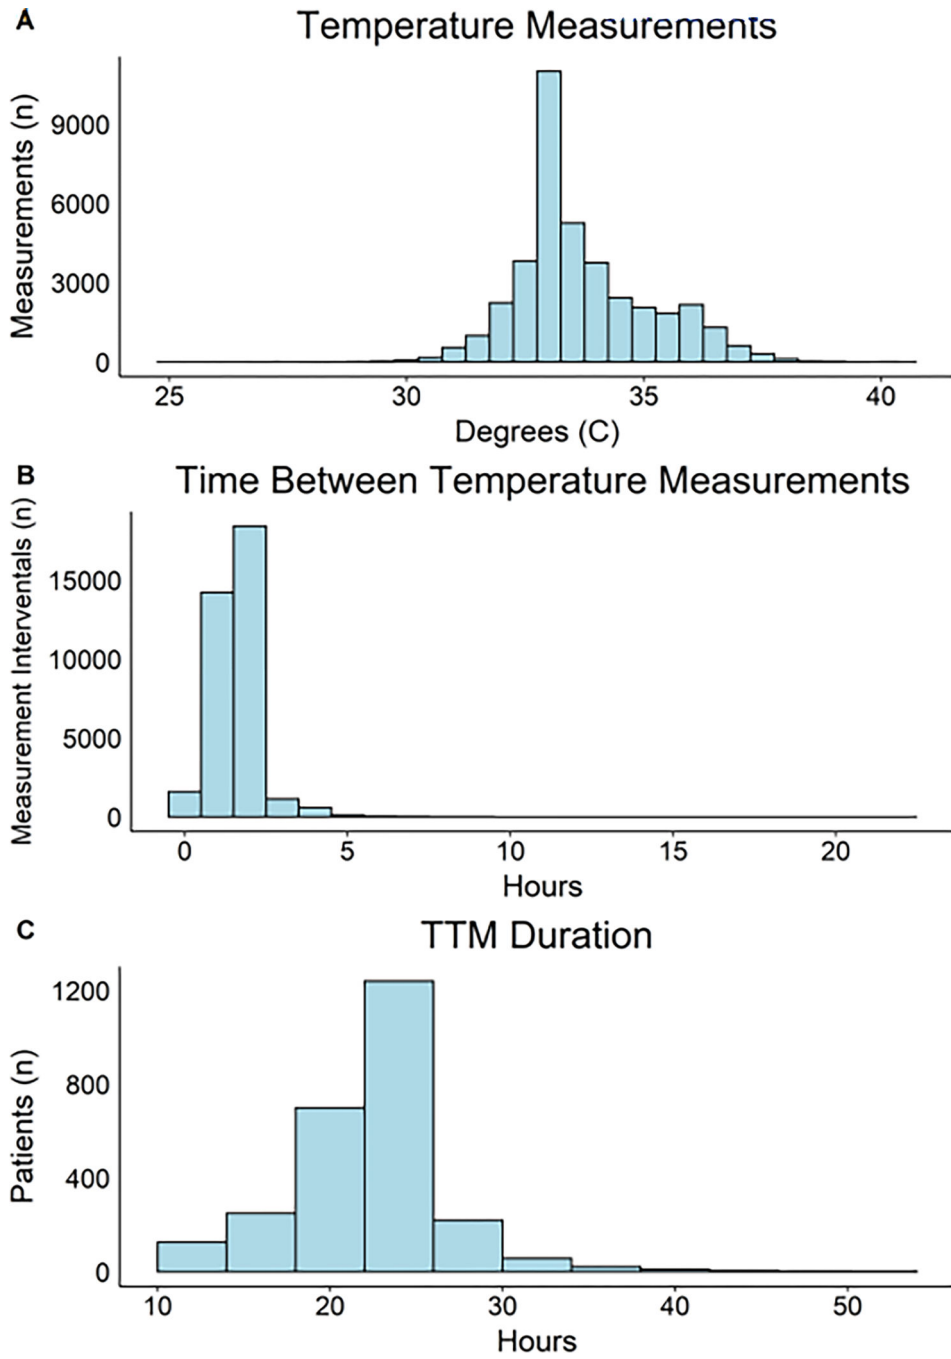 A
Temperature Measurements
Measurements (n)
9000
6000
3000
0
25 30 35 40
Degrees (C)
B
Time Between Temperature Measurements
Measurement Interventals (n)
15000
10000
5000
0
0 5 10 15 20
Hours
C
TTM Duration
Patients (n)
1200
800
400
0
10 20 30 40 50
Hours